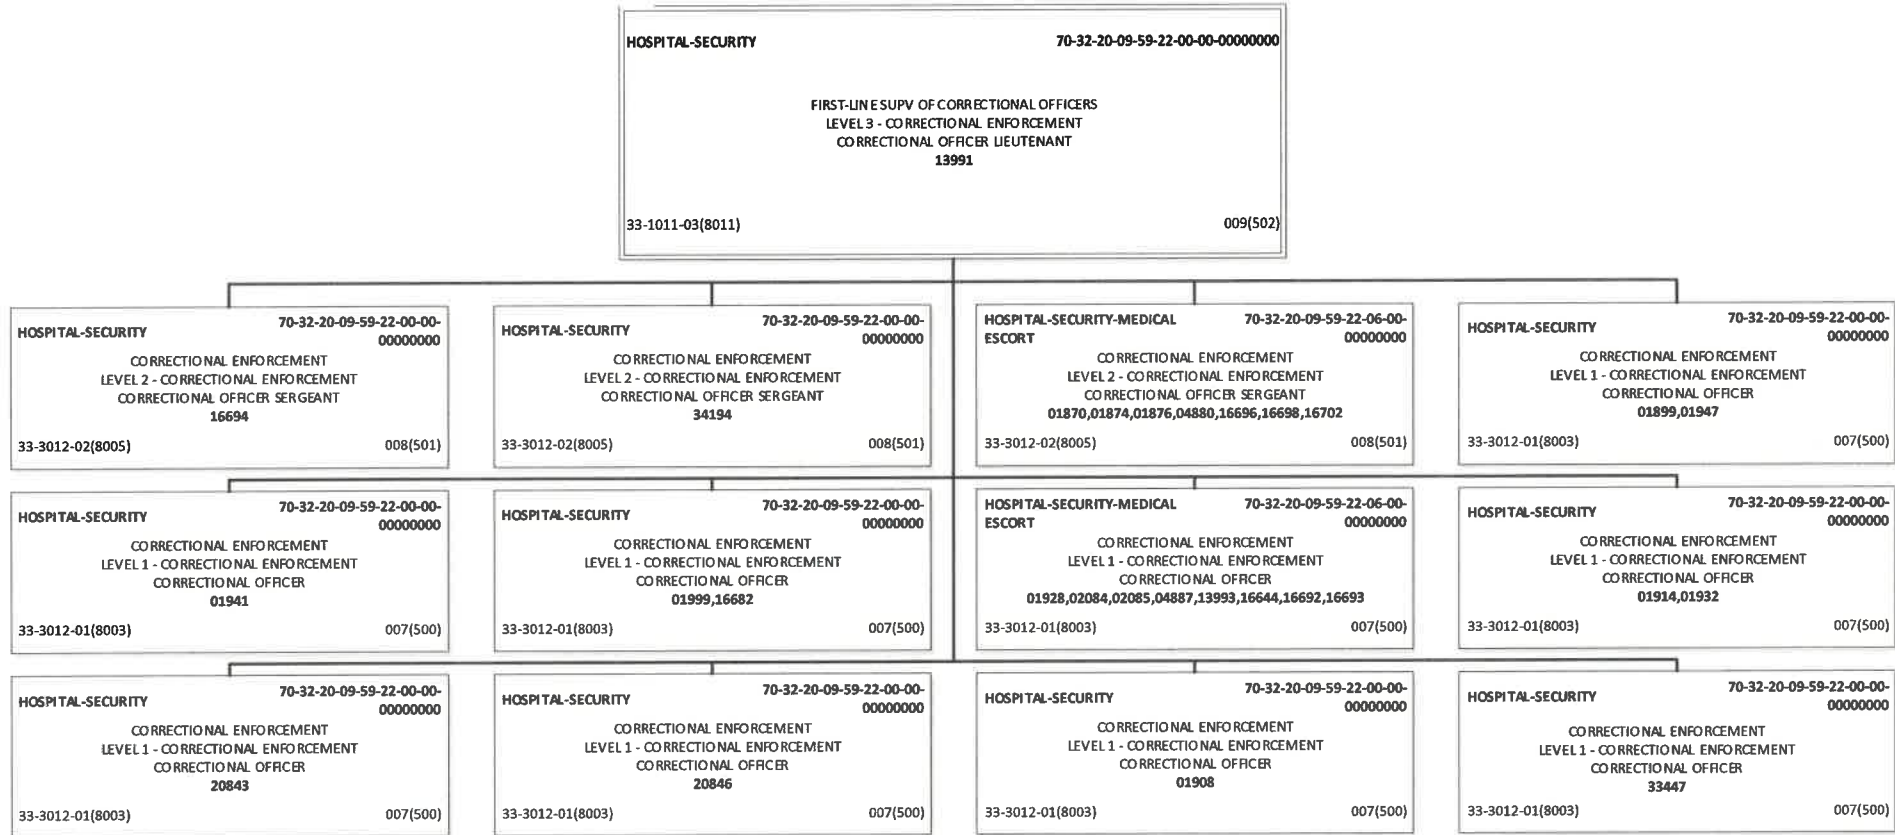 HOSPITAL-SECURITY 70-32-20-09-59-22-00-00-00000000
FIRST-LINE SUPV OF CORRECTIONAL OFFICERS
LEVEL 3 - CORRECTIONAL ENFORCEMENT
CORRECTIONAL OFFICER LIEUTENANT
13991
33-1011-03(8011) 009(502)
HOSPITAL-SECURITY 70-32-20-09-59-22-00-00-
00000000
CORRECTIONAL ENFORCEMENT
LEVEL 2 - CORRECTIONAL ENFORCEMENT
CORRECTIONAL OFFICER SERGEANT
16694
33-3012-02(8005) 008(501)
HOSPITAL-SECURITY 70-32-20-09-59-22-00-00-
00000000
CORRECTIONAL ENFORCEMENT
LEVEL 2 - CORRECTIONAL ENFORCEMENT
CORRECTIONAL OFFICER SERGEANT
34194
33-3012-02(8005) 008(501)
HOSPITAL-SECURITY-MEDICAL 70-32-20-09-59-22-06-00-
ESCORT 00000000
CORRECTIONAL ENFORCEMENT
LEVEL 2 - CORRECTIONAL ENFORCEMENT
CORRECTIONAL OFFICER SERGEANT
01870,01874,01876,04880,16696,16698,16702
33-3012-02(8005) 008(501)
HOSPITAL-SECURITY 70-32-20-09-59-22-00-00-
00000000
CORRECTIONAL ENFORCEMENT
LEVEL 1 - CORRECTIONAL ENFORCEMENT
CORRECTIONAL OFFICER
01899,01947
33-3012-01(8003) 007(500)
HOSPITAL-SECURITY 70-32-20-09-59-22-00-00-
00000000
CORRECTIONAL ENFORCEMENT
LEVEL 1 - CORRECTIONAL ENFORCEMENT
CORRECTIONAL OFFICER
01941
33-3012-01(8003) 007(500)
HOSPITAL-SECURITY 70-32-20-09-59-22-00-00-
00000000
CORRECTIONAL ENFORCEMENT
LEVEL 1 - CORRECTIONAL ENFORCEMENT
CORRECTIONAL OFFICER
01999,16682
33-3012-01(8003) 007(500)
HOSPITAL-SECURITY-MEDICAL 70-32-20-09-59-22-06-00-
ESCORT 00000000
CORRECTIONAL ENFORCEMENT
LEVEL 1 - CORRECTIONAL ENFORCEMENT
CORRECTIONAL OFFICER
01928,02084,02085,04887,13993,16644,16692,16693
33-3012-01(8003) 007(500)
HOSPITAL-SECURITY 70-32-20-09-59-22-00-00-
00000000
CORRECTIONAL ENFORCEMENT
LEVEL 1 - CORRECTIONAL ENFORCEMENT
CORRECTIONAL OFFICER
01914,01932
33-3012-01(8003) 007(500)
HOSPITAL-SECURITY 70-32-20-09-59-22-00-00-
00000000
CORRECTIONAL ENFORCEMENT
LEVEL 1 - CORRECTIONAL ENFORCEMENT
CORRECTIONAL OFFICER
20843
33-3012-01(8003) 007(500)
HOSPITAL-SECURITY 70-32-20-09-59-22-00-00-
00000000
CORRECTIONAL ENFORCEMENT
LEVEL 1 - CORRECTIONAL ENFORCEMENT
CORRECTIONAL OFFICER
20846
33-3012-01(8003) 007(500)
HOSPITAL-SECURITY 70-32-20-09-59-22-00-00-
00000000
CORRECTIONAL ENFORCEMENT
LEVEL 1 - CORRECTIONAL ENFORCEMENT
CORRECTIONAL OFFICER
01908
33-3012-01(8003) 007(500)
HOSPITAL-SECURITY 70-32-20-09-59-22-00-00-
00000000
CORRECTIONAL ENFORCEMENT
LEVEL 1 - CORRECTIONAL ENFORCEMENT
CORRECTIONAL OFFICER
33447
33-3012-01(8003) 007(500)